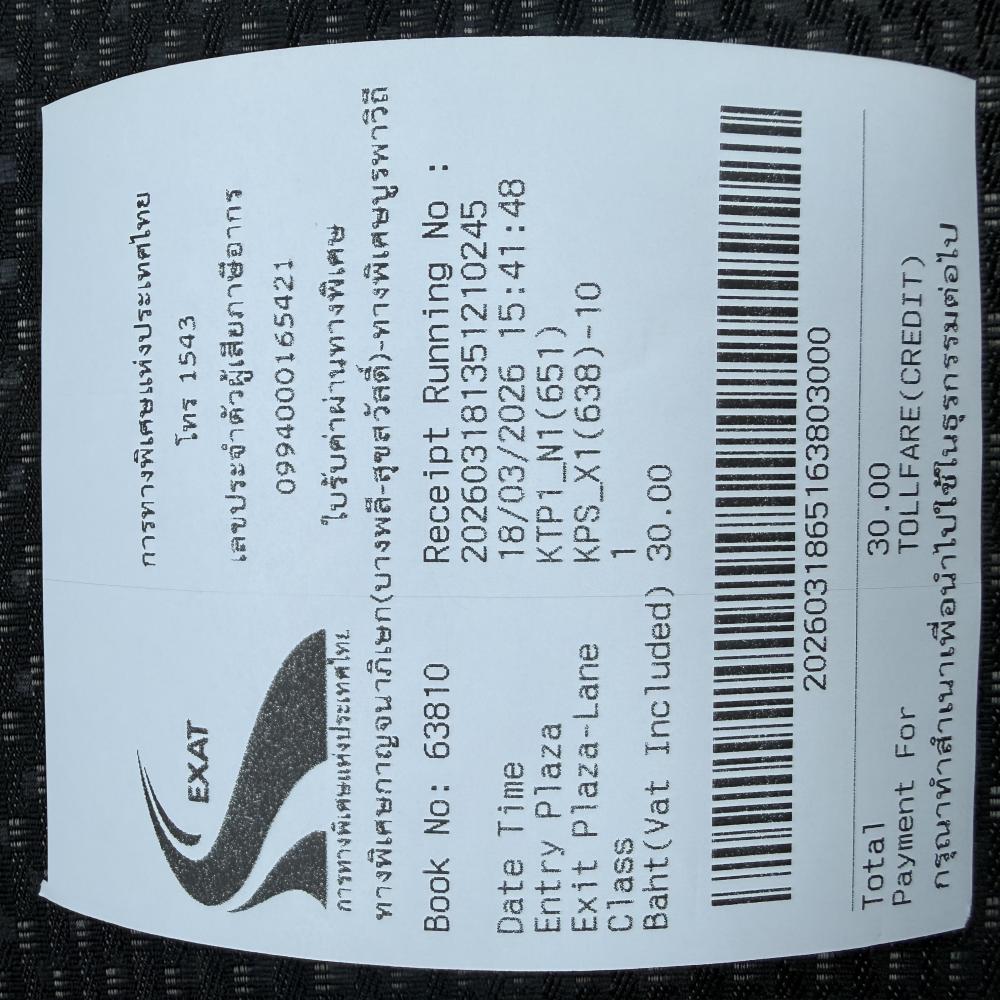 EXAT
การทางพิเศษแห่งประเทศไทย
การทางพิเศษแห่งประเทศไทย
โทร 1543
เลขประจำตัวผู้เสียภาษีอากร
0994000165421
ใบรับค่าผ่านทางพิเศษ
ทางพิเศษกาญจนาภิเษก(บางพลี-สุขสวัสดิ์)-ทางพิเศษบูรพาวิถี
Book No: 63810 Receipt Running No :
20260318135121​0245
Date Time 18/03/2026 15:41:48
Entry Plaza KTP1_N1(651)
Exit Plaza-Lane KPS_X1(638)-10
Class 1
Baht(Vat Included) 30.00
2026031865163803000
Total 30.00
Payment For TOLLFARE(CREDIT)
กรุณาทำสำเนาเพื่อนำไปใช้ในธุรกรรมต่อไป